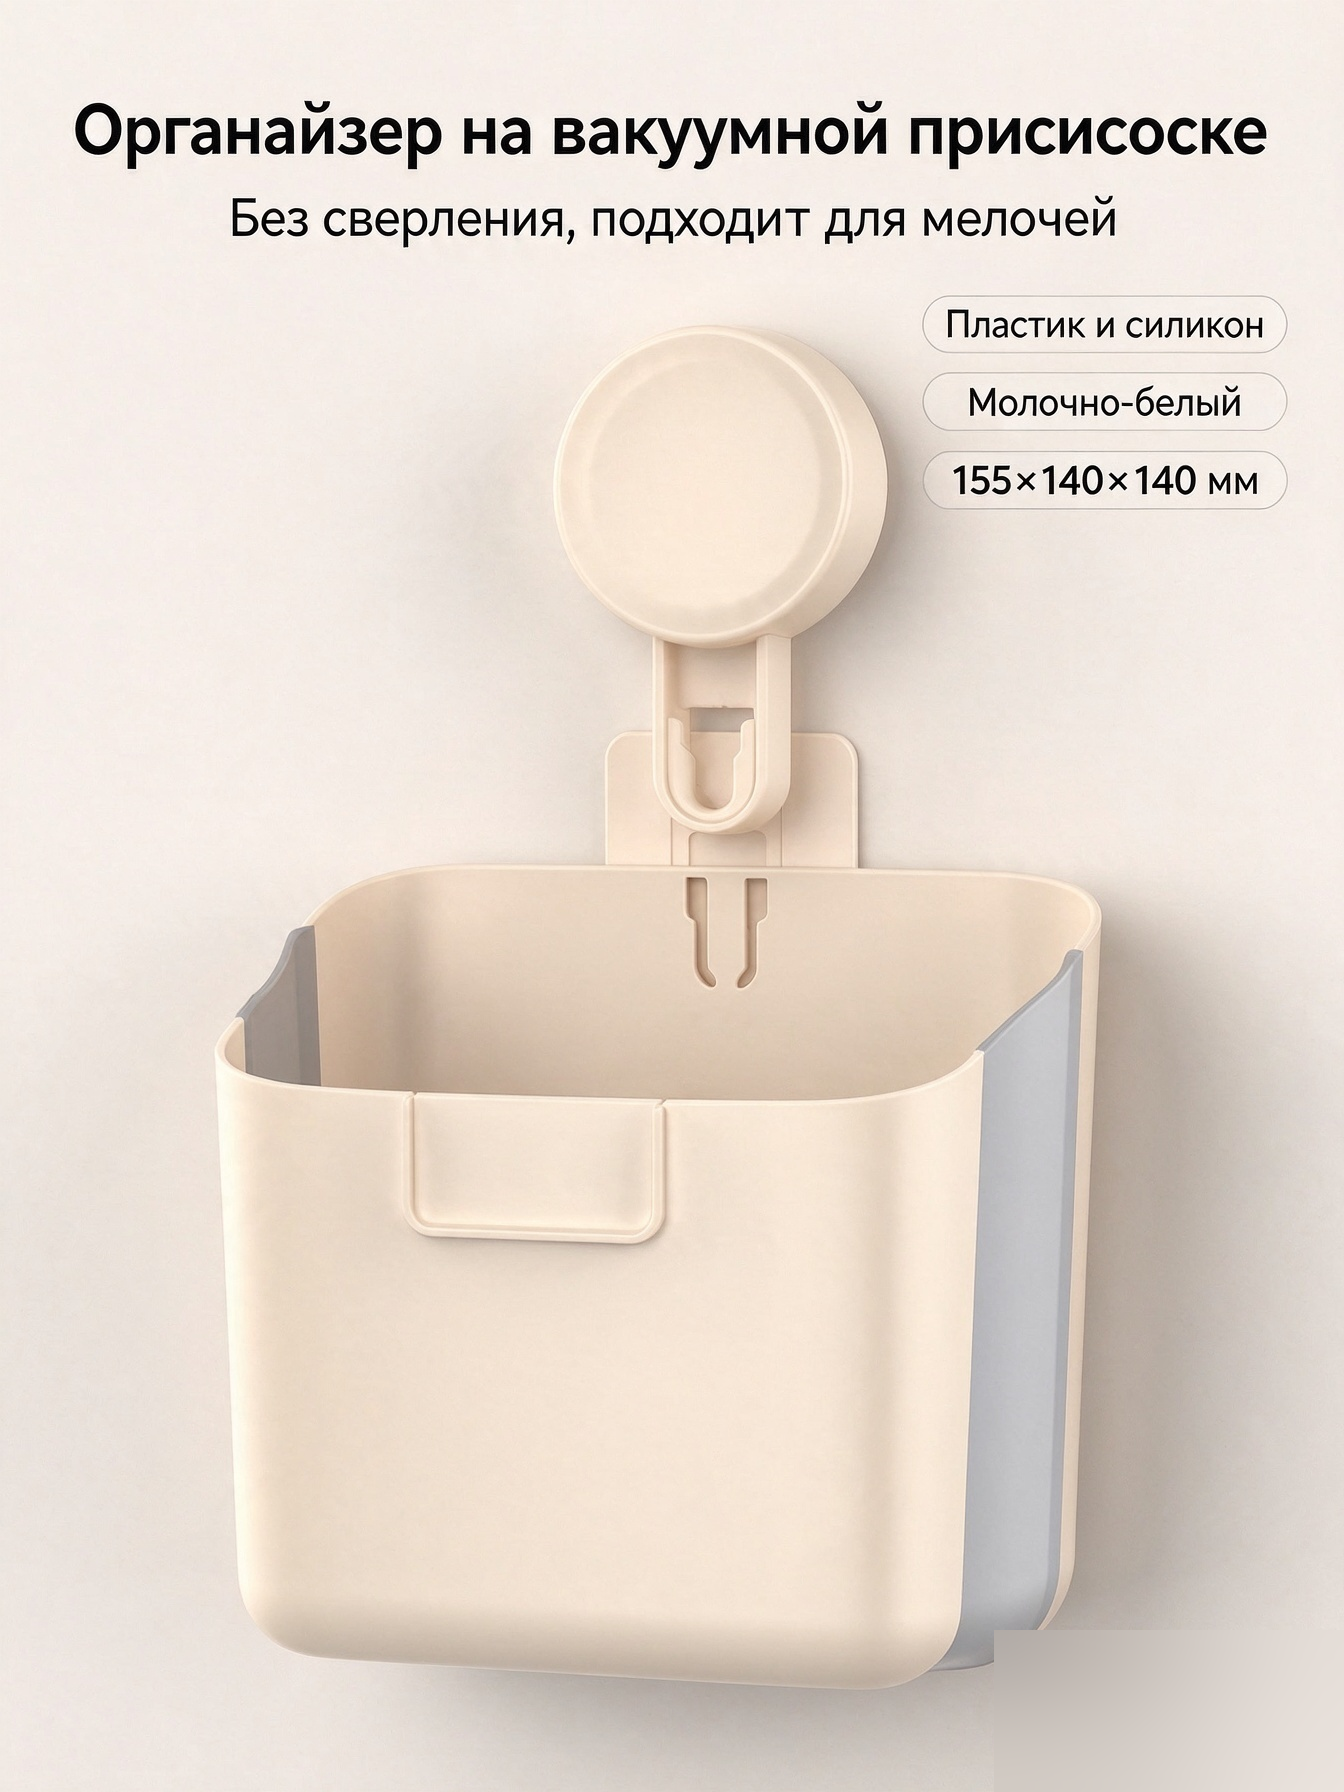 Органайзер на вакуумной присисоске
Без сверления, подходит для мелочей
Пластик и силикон
Молочно-белый
155×140×140 мм